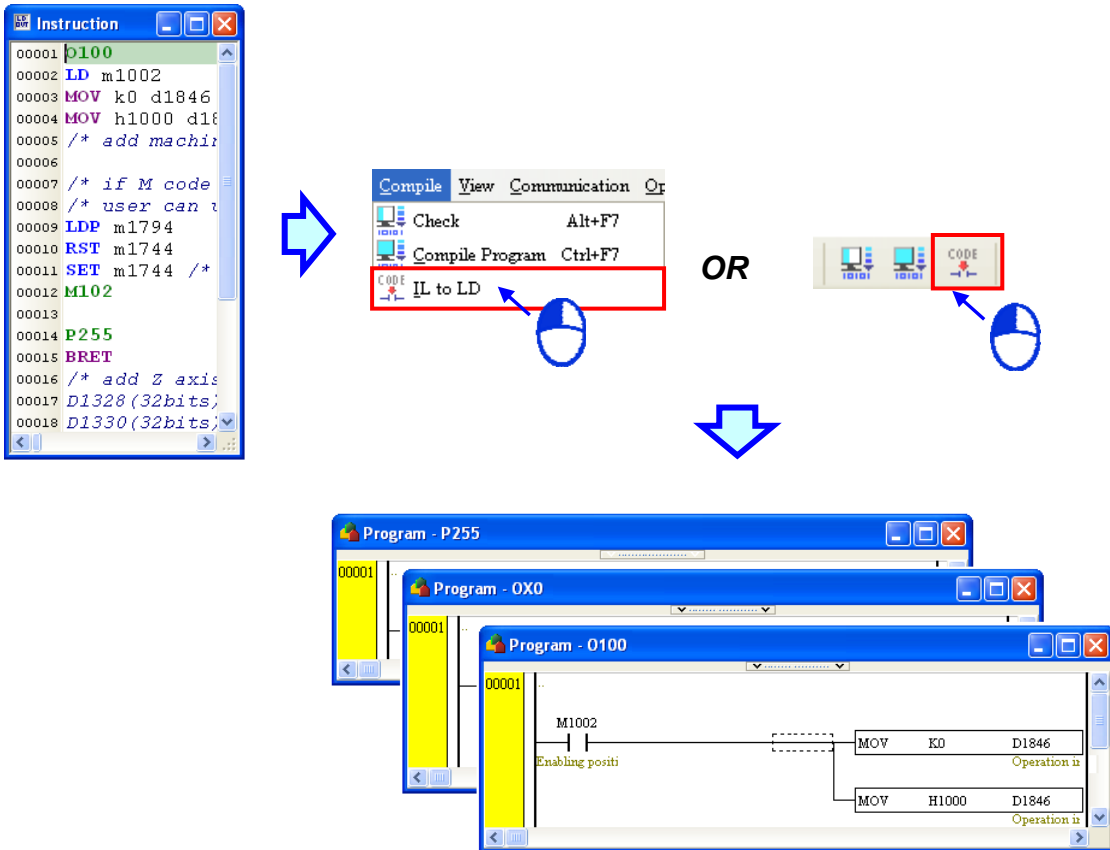 Instruction
00001 O100
00002 LD m1002
00003 MOV k0 d1846
00004 MOV h1000 d18
00005 /* add machin
00006
00007 /* if M code
00008 /* user can u
00009 LDP m1794
00010 RST m1744
00011 SET m1744 /*
00012 M102
00013
00014 P255
00015 BRET
00016 /* add Z axis
00017 D1328(32bits)
00018 D1330(32bits)
Compile View Communication Op
Check Alt+F7
Compile Program Ctrl+F7
CODE IL to LD
OR
CODE
Program - P255
00001
Program - OX0
00001
Program - O100
00001
M1002
MOV K0 D1846
Enabling positi
Operation in
MOV H1000 D1846
Operation in